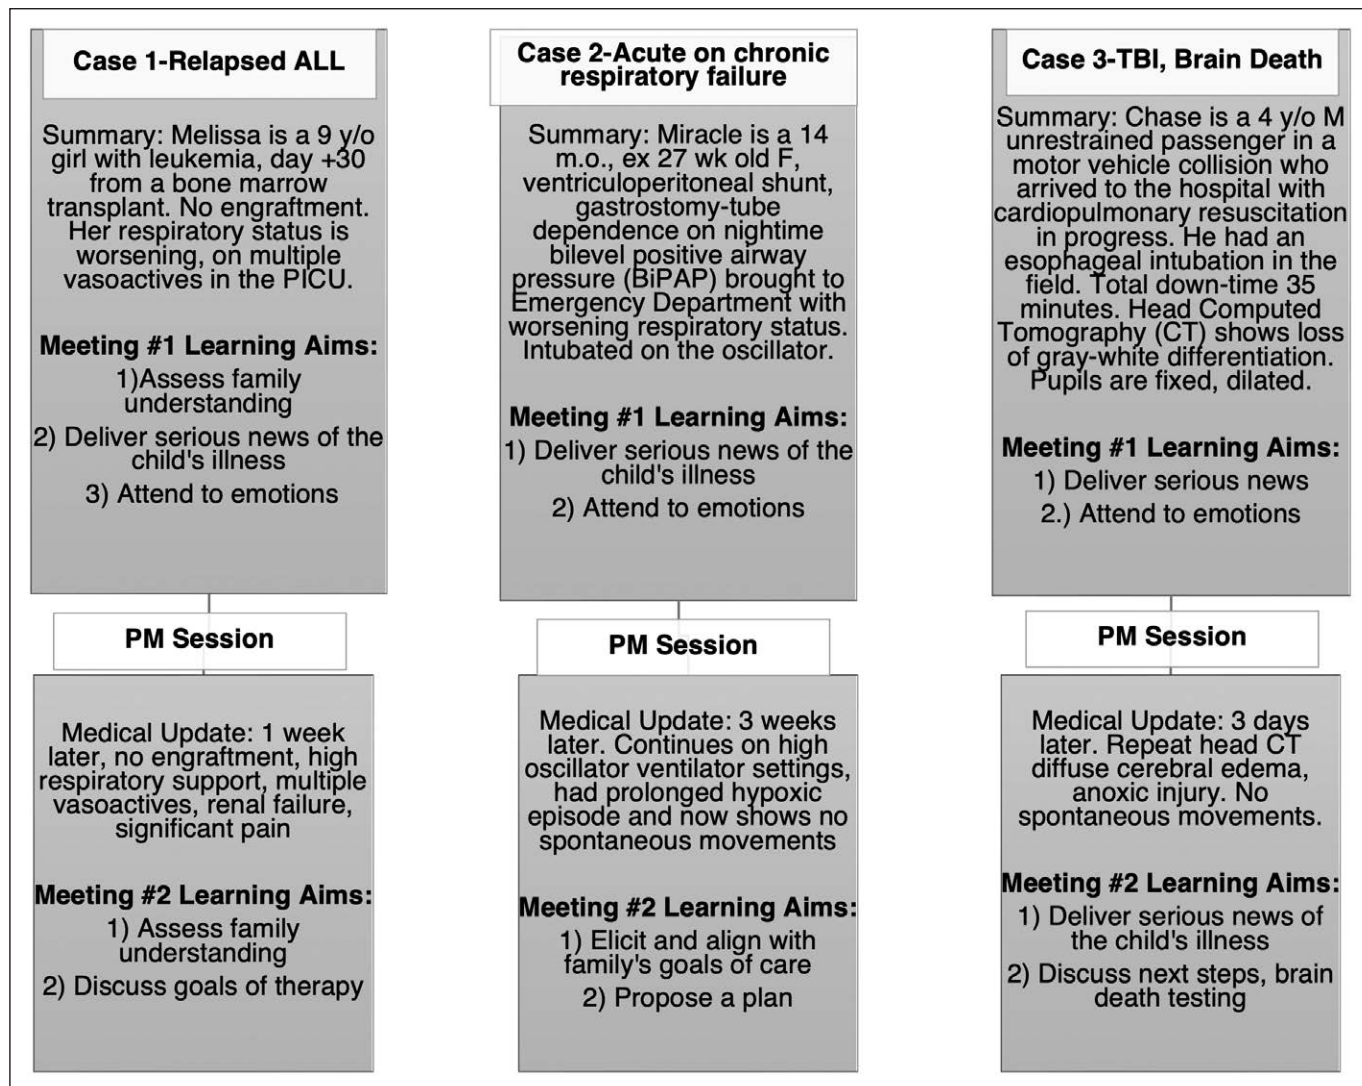 Case 1-Relapsed ALL
Summary: Melissa is a 9 y/o
girl with leukemia, day +30
from a bone marrow
transplant. No engraftment.
Her respiratory status is
worsening, on multiple
vasoactives in the PICU.
Meeting #1 Learning Aims:
1)Assess family
understanding
2) Deliver serious news of the
child's illness
3) Attend to emotions
PM Session
Medical Update: 1 week
later, no engraftment, high
respiratory support, multiple
vasoactives, renal failure,
significant pain
Meeting #2 Learning Aims:
1) Assess family
understanding
2) Discuss goals of therapy
Case 2-Acute on chronic
respiratory failure
Summary: Miracle is a 14
m.o., ex 27 wk old F,
ventriculoperitoneal shunt,
gastrostomy-tube
dependence on nightime
bilevel positive airway
pressure (BiPAP) brought to
Emergency Department with
worsening respiratory status.
Intubated on the oscillator.
Meeting #1 Learning Aims:
1) Deliver serious news of the
child's illness
2) Attend to emotions
PM Session
Medical Update: 3 weeks
later. Continues on high
oscillator ventilator settings,
had prolonged hypoxic
episode and now shows no
spontaneous movements
Meeting #2 Learning Aims:
1) Elicit and align with
family's goals of care
2) Propose a plan
Case 3-TBI, Brain Death
Summary: Chase is a 4 y/o M
unrestrained passenger in a
motor vehicle collision who
arrived to the hospital with
cardiopulmonary resuscitation
in progress. He had an
esophageal intubation in the
field. Total down-time 35
minutes. Head Computed
Tomography (CT) shows loss
of gray-white differentiation.
Pupils are fixed, dilated.
Meeting #1 Learning Aims:
1) Deliver serious news
2.) Attend to emotions
PM Session
Medical Update: 3 days
later. Repeat head CT
diffuse cerebral edema,
anoxic injury. No
spontaneous movements.
Meeting #2 Learning Aims:
1) Deliver serious news of
the child's illness
2) Discuss next steps, brain
death testing